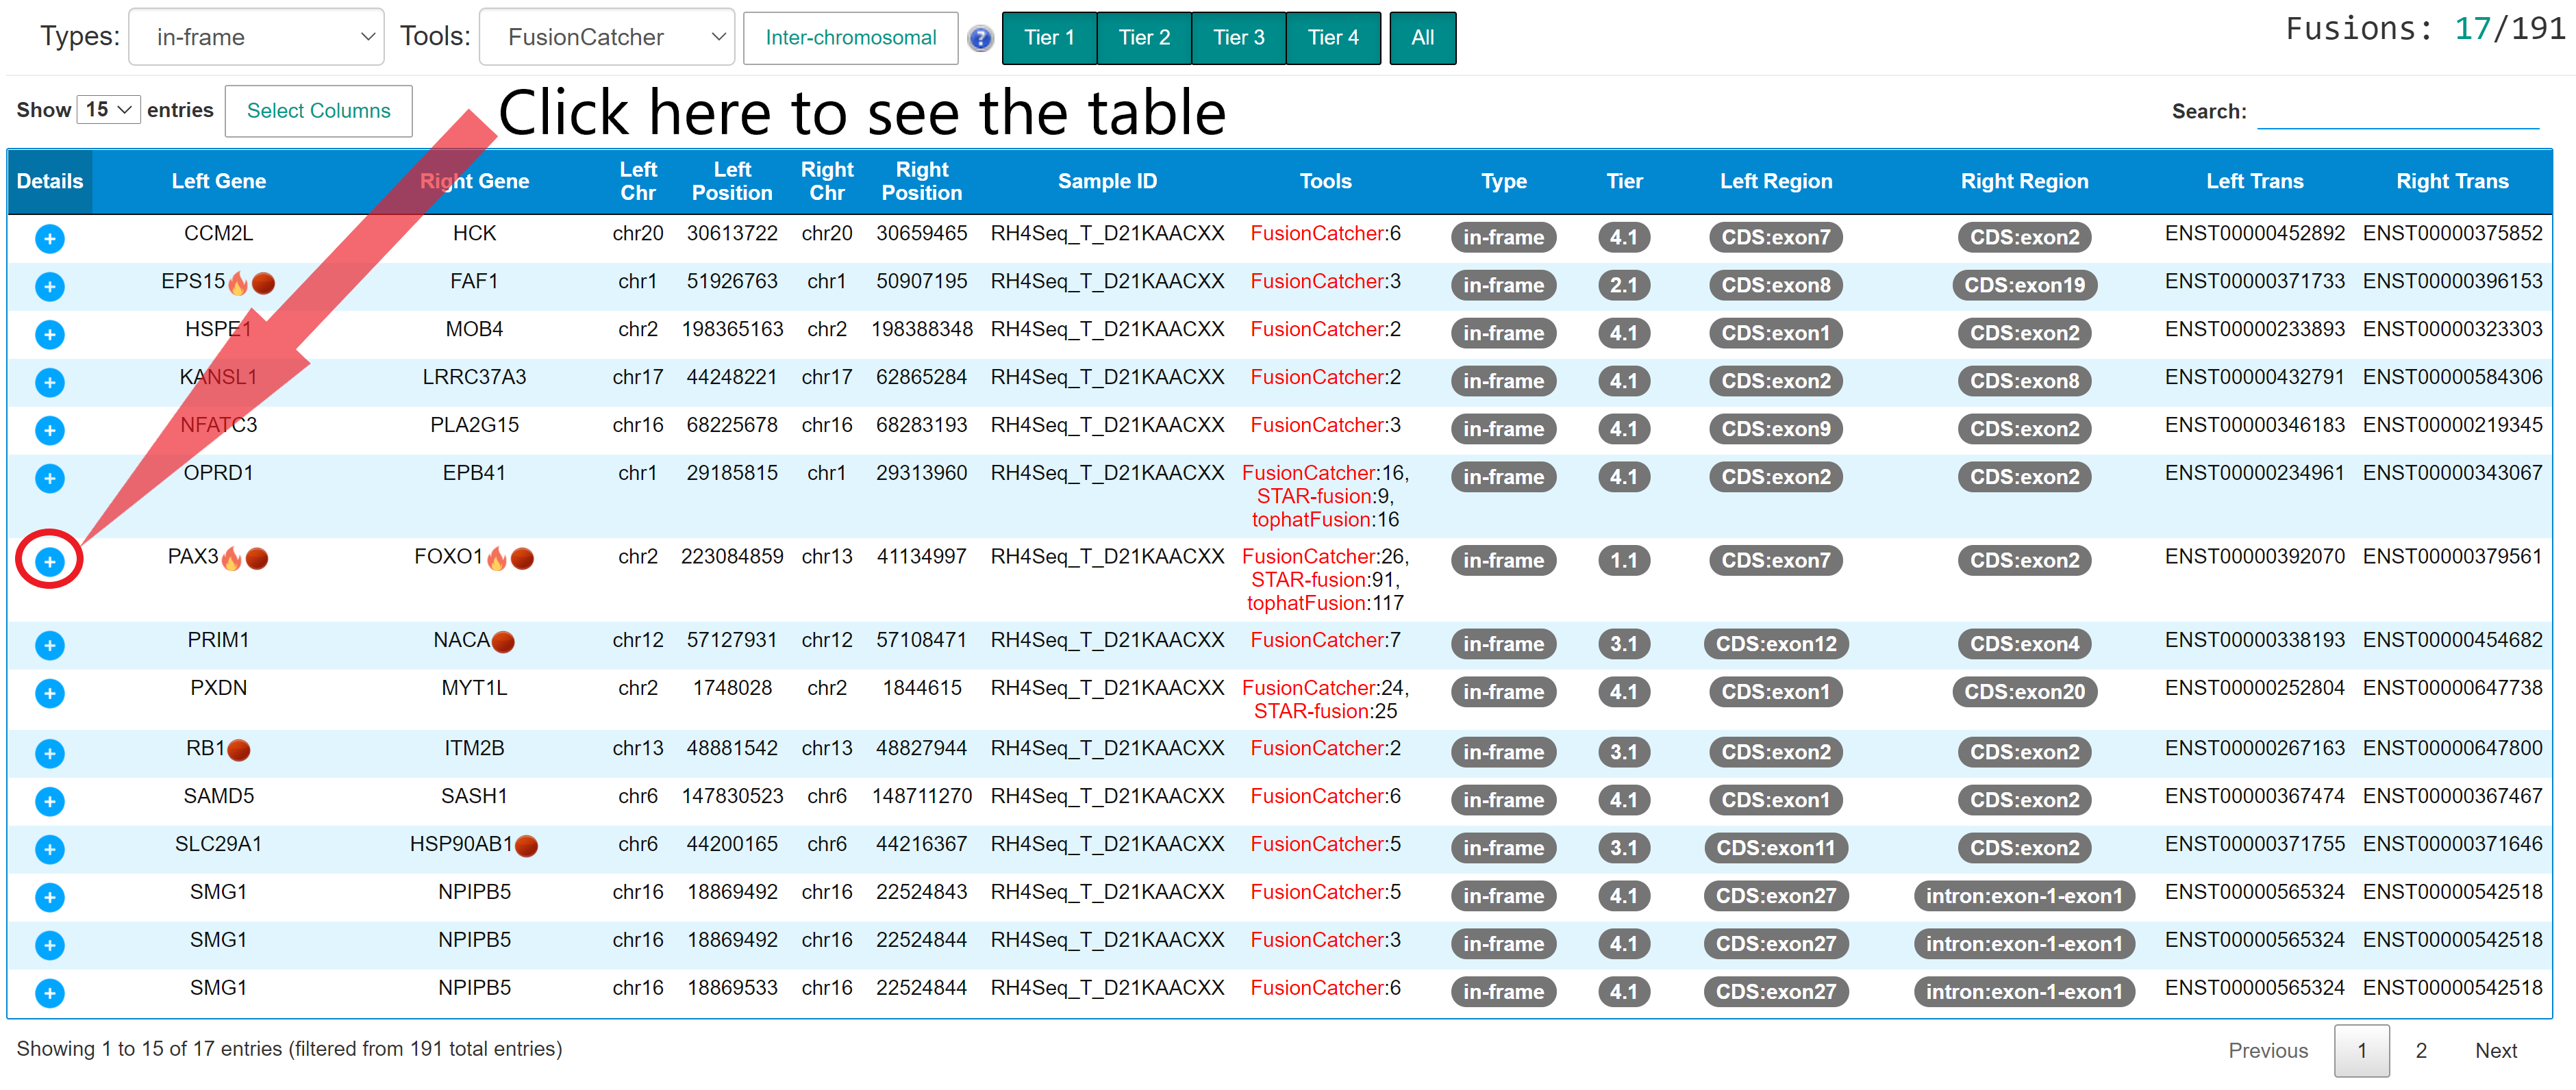 Types: in-frame Tools: FusionCatcher Inter-chromosomal ? Tier 1 Tier 2 Tier 3 Tier 4 All Fusions: 17/191
Show 15 entries Select Columns Click here to see the table Search:
Details Left Gene Right Gene Left Chr Left Position Right Chr Right Position Sample ID Tools Type Tier Left Region Right Region Left Trans Right Trans
+ CCM2L HCK chr20 30613722 chr20 30659465 RH4Seq_T_D21KAACXX FusionCatcher:6 in-frame 4.1 CDS:exon7 CDS:exon2 ENST00000452892 ENST00000375852
+ EPS15 FAF1 chr1 51926763 chr1 50907195 RH4Seq_T_D21KAACXX FusionCatcher:3 in-frame 2.1 CDS:exon8 CDS:exon19 ENST00000371733 ENST00000396153
+ HSPE1 MOB4 chr2 198365163 chr2 198388348 RH4Seq_T_D21KAACXX FusionCatcher:2 in-frame 4.1 CDS:exon1 CDS:exon2 ENST00000233893 ENST00000323303
+ KANSL1 LRRC37A3 chr17 44248221 chr17 62865284 RH4Seq_T_D21KAACXX FusionCatcher:2 in-frame 4.1 CDS:exon2 CDS:exon8 ENST00000432791 ENST00000584306
+ NFATC3 PLA2G15 chr16 68225678 chr16 68283193 RH4Seq_T_D21KAACXX FusionCatcher:3 in-frame 4.1 CDS:exon9 CDS:exon2 ENST00000346183 ENST00000219345
+ OPRD1 EPB41 chr1 29185815 chr1 29313960 RH4Seq_T_D21KAACXX FusionCatcher:16, STAR-fusion:9, tophatFusion:16 in-frame 4.1 CDS:exon2 CDS:exon2 ENST00000234961 ENST00000343067
+ PAX3 FOXO1 chr2 223084859 chr13 41134997 RH4Seq_T_D21KAACXX FusionCatcher:26, STAR-fusion:91, tophatFusion:117 in-frame 1.1 CDS:exon7 CDS:exon2 ENST00000392070 ENST00000379561
+ PRIM1 NACA chr12 57127931 chr12 57108471 RH4Seq_T_D21KAACXX FusionCatcher:7 in-frame 3.1 CDS:exon12 CDS:exon4 ENST00000338193 ENST00000454682
+ PXDN MYT1L chr2 1748028 chr2 1844615 RH4Seq_T_D21KAACXX FusionCatcher:24, STAR-fusion:25 in-frame 4.1 CDS:exon1 CDS:exon20 ENST00000252804 ENST00000647738
+ RB1 ITM2B chr13 48881542 chr13 48827944 RH4Seq_T_D21KAACXX FusionCatcher:2 in-frame 3.1 CDS:exon2 CDS:exon2 ENST00000267163 ENST00000647800
+ SAMD5 SASH1 chr6 147830523 chr6 148711270 RH4Seq_T_D21KAACXX FusionCatcher:6 in-frame 4.1 CDS:exon1 CDS:exon2 ENST00000367474 ENST00000367467
+ SLC29A1 HSP90AB1 chr6 44200165 chr6 44216367 RH4Seq_T_D21KAACXX FusionCatcher:5 in-frame 3.1 CDS:exon11 CDS:exon2 ENST00000371755 ENST00000371646
+ SMG1 NPIPB5 chr16 18869492 chr16 22524843 RH4Seq_T_D21KAACXX FusionCatcher:5 in-frame 4.1 CDS:exon27 intron:exon-1-exon1 ENST00000565324 ENST00000542518
+ SMG1 NPIPB5 chr16 18869492 chr16 22524844 RH4Seq_T_D21KAACXX FusionCatcher:3 in-frame 4.1 CDS:exon27 intron:exon-1-exon1 ENST00000565324 ENST00000542518
+ SMG1 NPIPB5 chr16 18869533 chr16 22524844 RH4Seq_T_D21KAACXX FusionCatcher:6 in-frame 4.1 CDS:exon27 intron:exon-1-exon1 ENST00000565324 ENST00000542518
Showing 1 to 15 of 17 entries (filtered from 191 total entries) Previous 1 2 Next